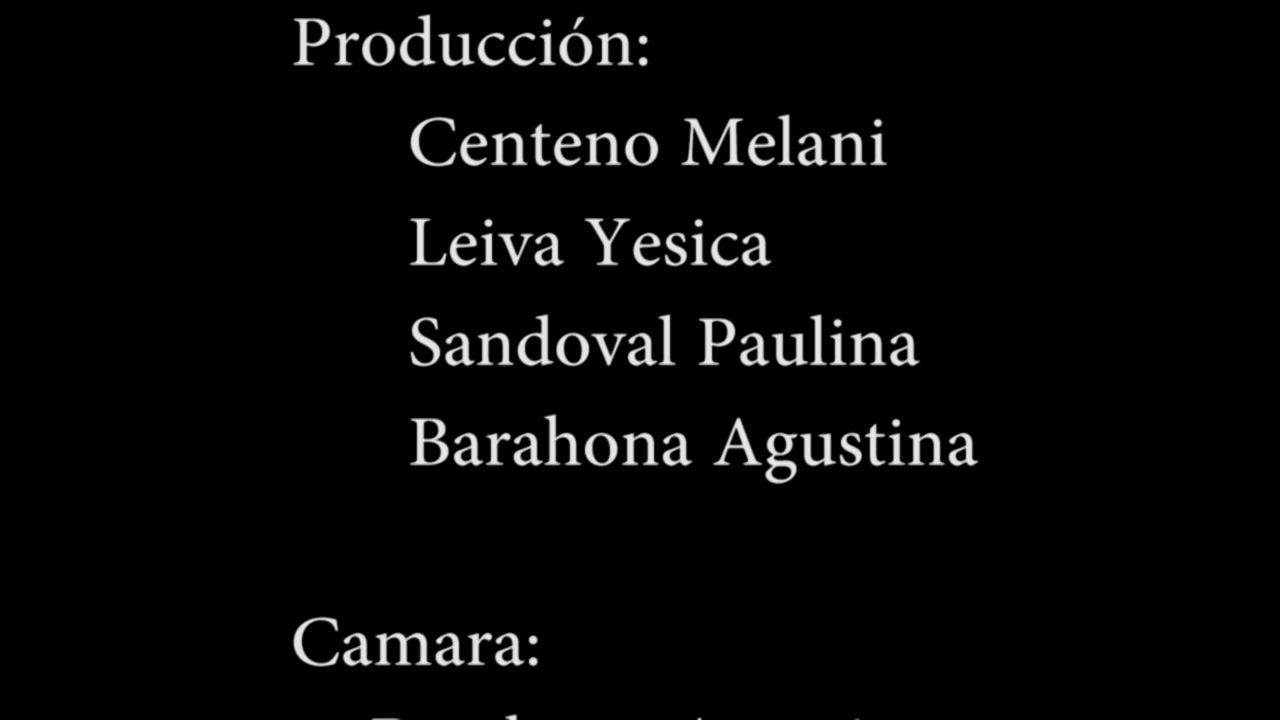 Producción:
Centeno Melani
Leiva Yesica
Sandoval Paulina
Barahona Agustina
Camara: